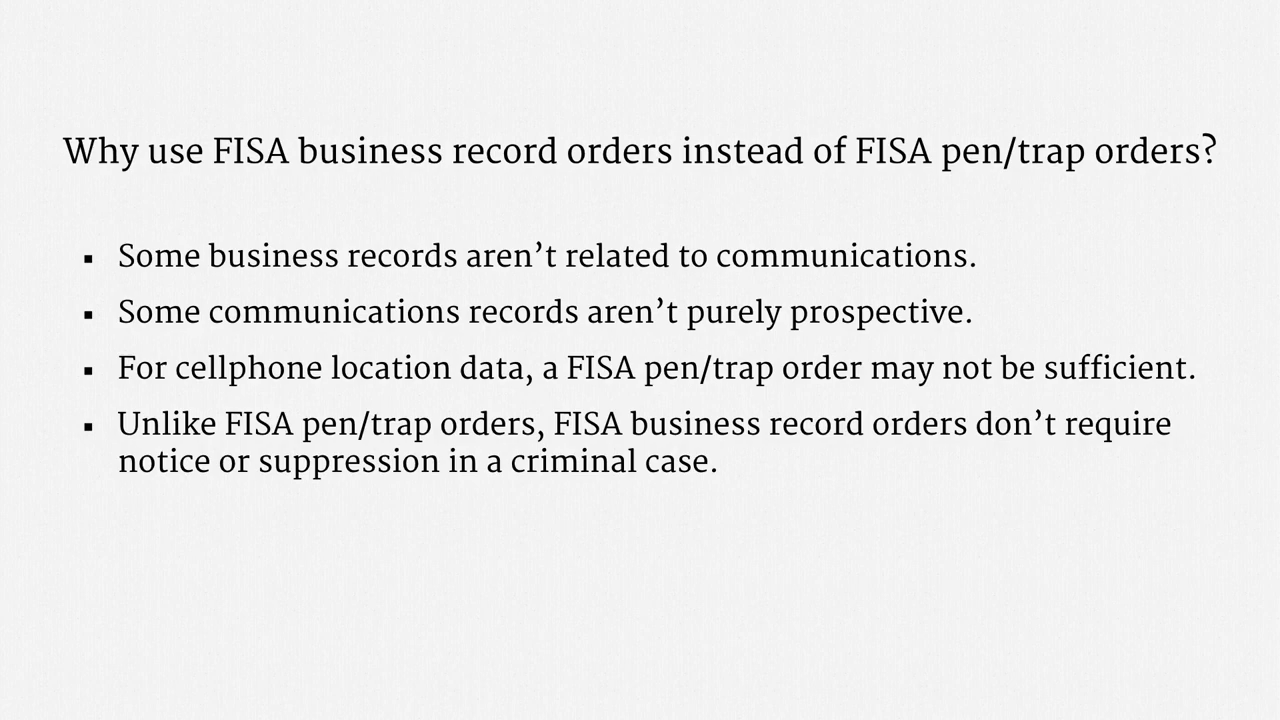 Why use FISA business record orders instead of FISA pen/trap orders?
▪ Some business records aren’t related to communications.
▪ Some communications records aren’t purely prospective.
▪ For cellphone location data, a FISA pen/trap order may not be sufficient.
▪ Unlike FISA pen/trap orders, FISA business record orders don’t require
notice or suppression in a criminal case.